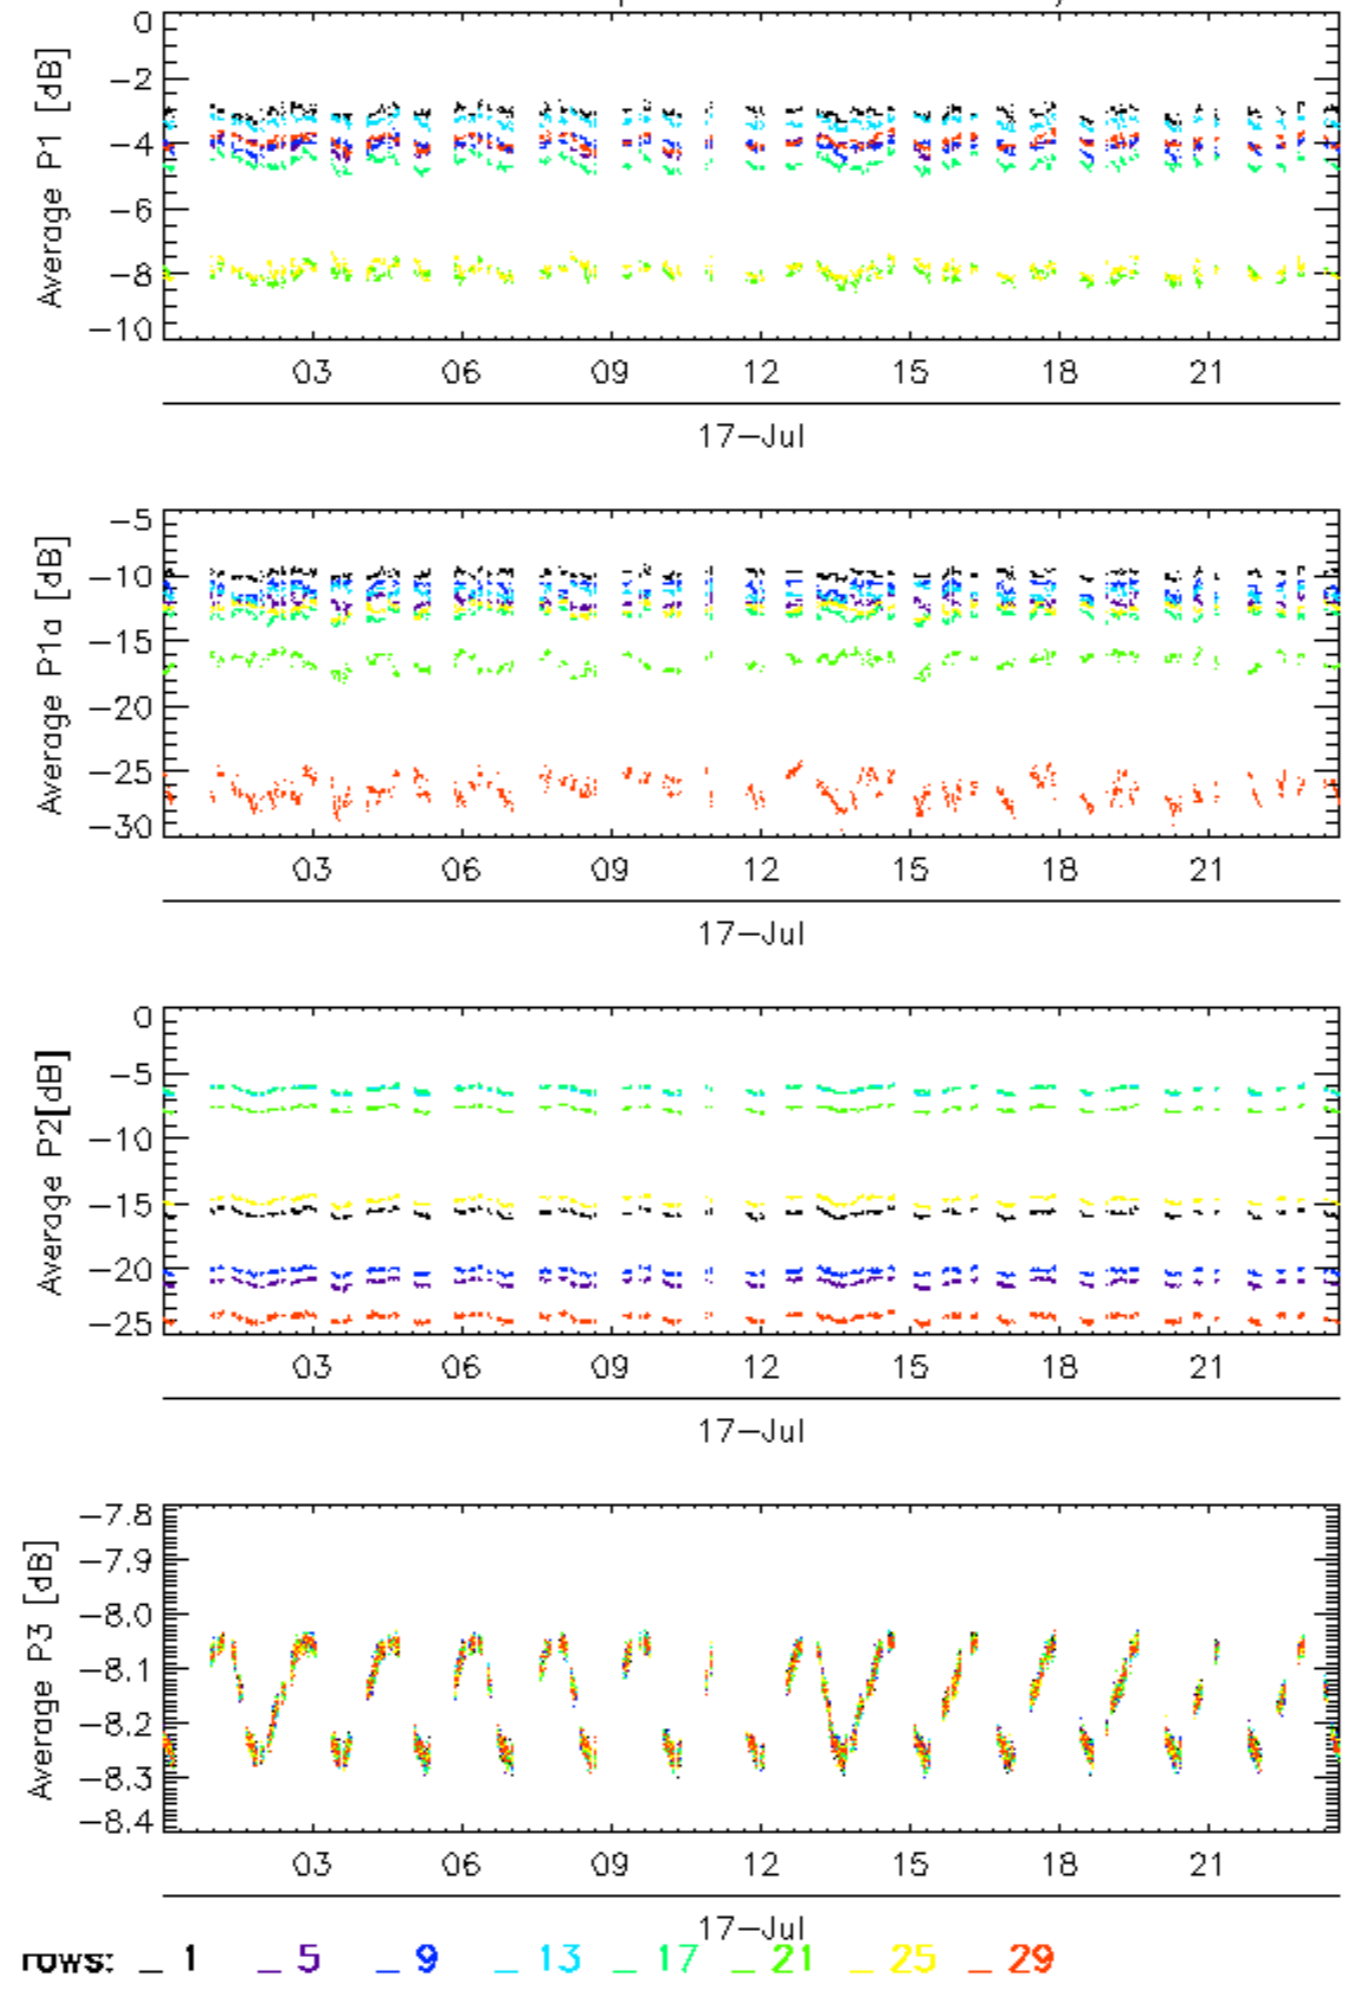 0
−2
−4
−6
−8
−10
Average P1 [dB]
03 06 09 12 15 18 21
17−Jul
−5
−10
−15
−20
−25
−30
Average P1a [dB]
03 06 09 12 15 18 21
17−Jul
0
−5
−10
−15
−20
−25
Average P2[dB]
03 06 09 12 15 18 21
17−Jul
−7.8
−7.9
−8.0
−8.1
−8.2
−8.3
−8.4
Average P3 [dB]
03 06 09 12 15 18 21
17−Jul
rows: _ 1 _ 5 _ 9 _ 13 _ 17 _ 21 _ 25 _ 29